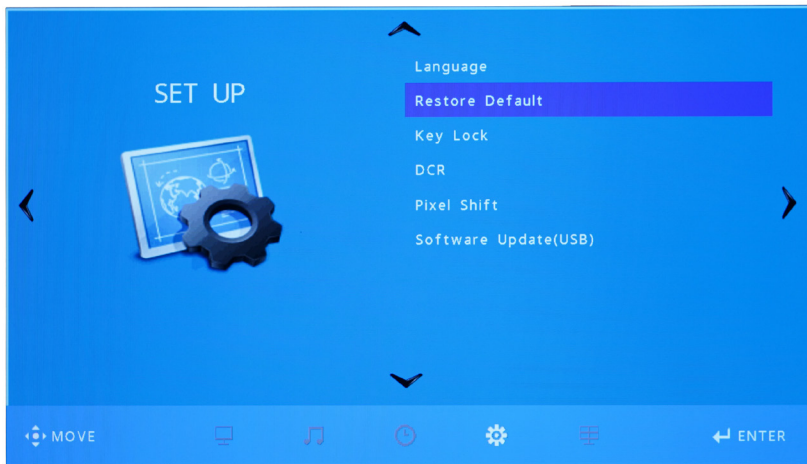 SET UP
Language
Restore Default
Key Lock
DCR
Pixel Shift
Software Update(USB)
MOVE
ENTER